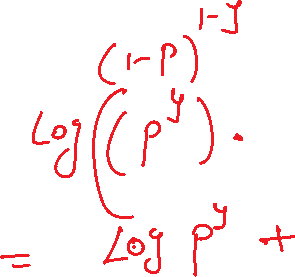 (1-p)^{1-y}
Log((p^y).
= Log p^y +